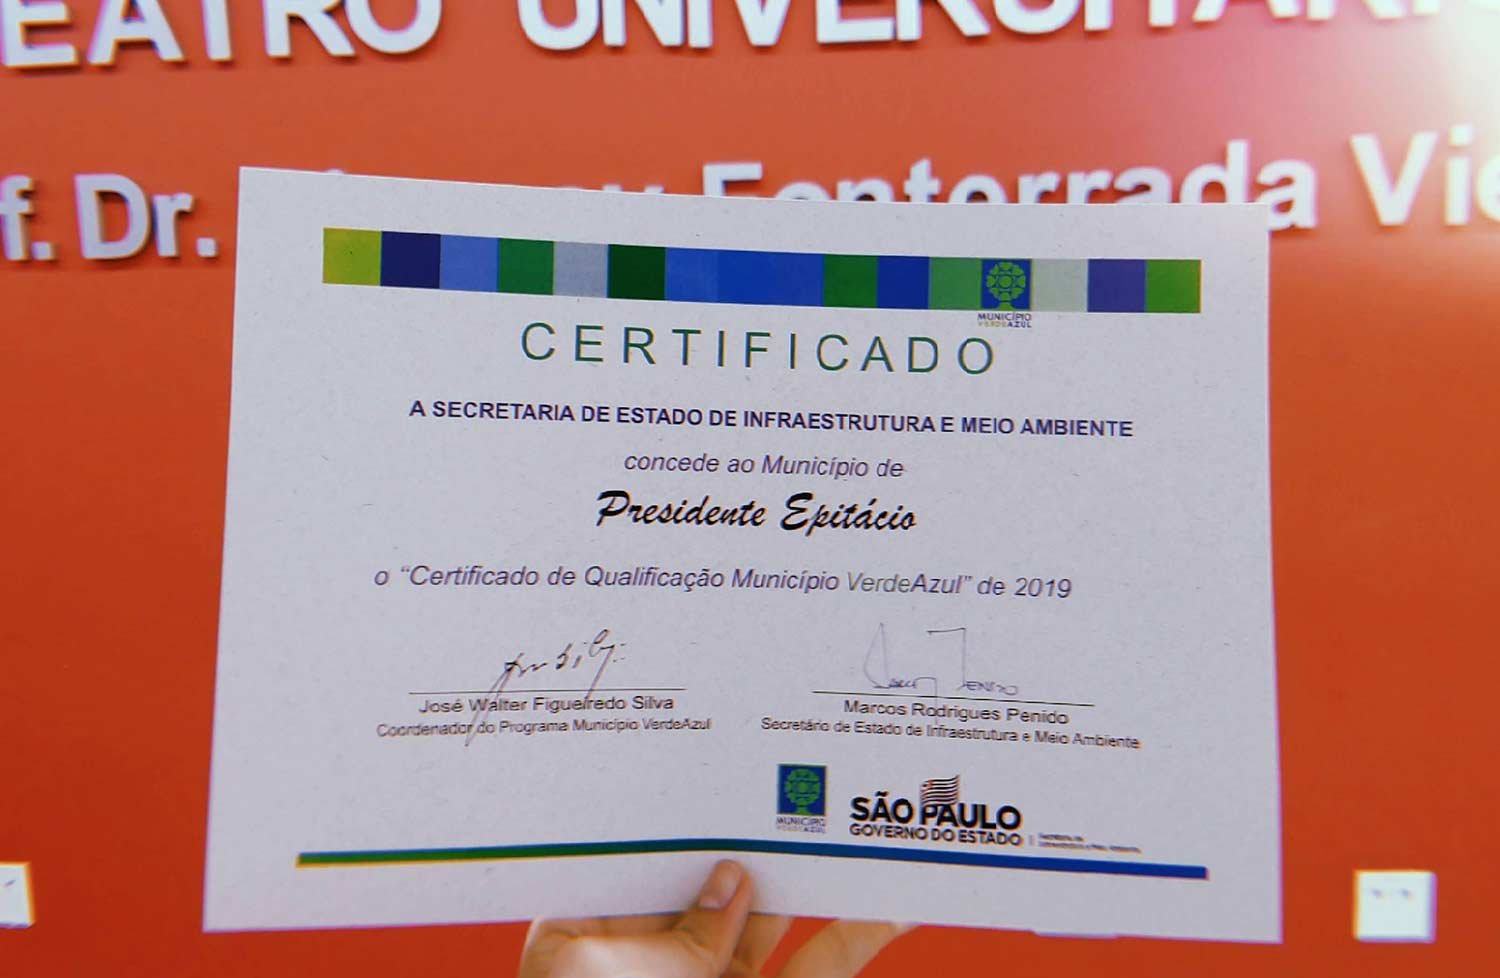 EATRO UNIVERSITÁRIO
f. Dr. Fonterrada Vie
MUNICÍPIO
VERDEAZUL
CERTIFICADO
A SECRETARIA DE ESTADO DE INFRAESTRUTURA E MEIO AMBIENTE
concede ao Município de
Presidente Epitácio
o “Certificado de Qualificação Município VerdeAzul” de 2019
José Walter Figueiredo Silva
Coordenador do Programa Município VerdeAzul
Marcos Rodrigues Penido
Secretário de Estado de Infraestrutura e Meio Ambiente
MUNICÍPIO
VERDEAZUL
SÃO PAULO
GOVERNO DO ESTADO